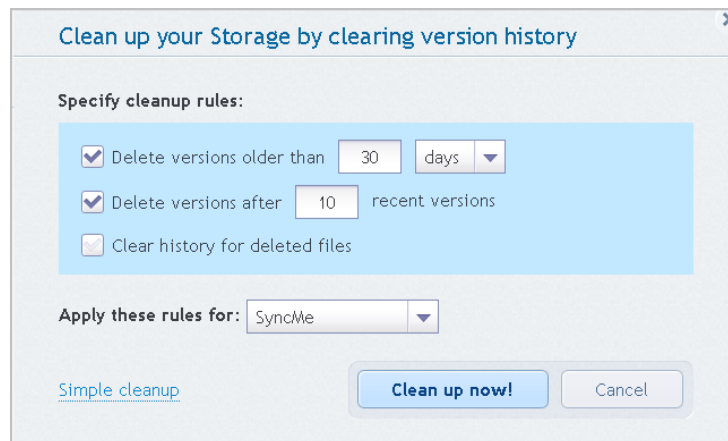 Clean up your Storage by clearing version history
Specify cleanup rules:
Delete versions older than 30 days
Delete versions after 10 recent versions
Clear history for deleted files
Apply these rules for: SyncMe
Simple cleanup Clean up now! Cancel